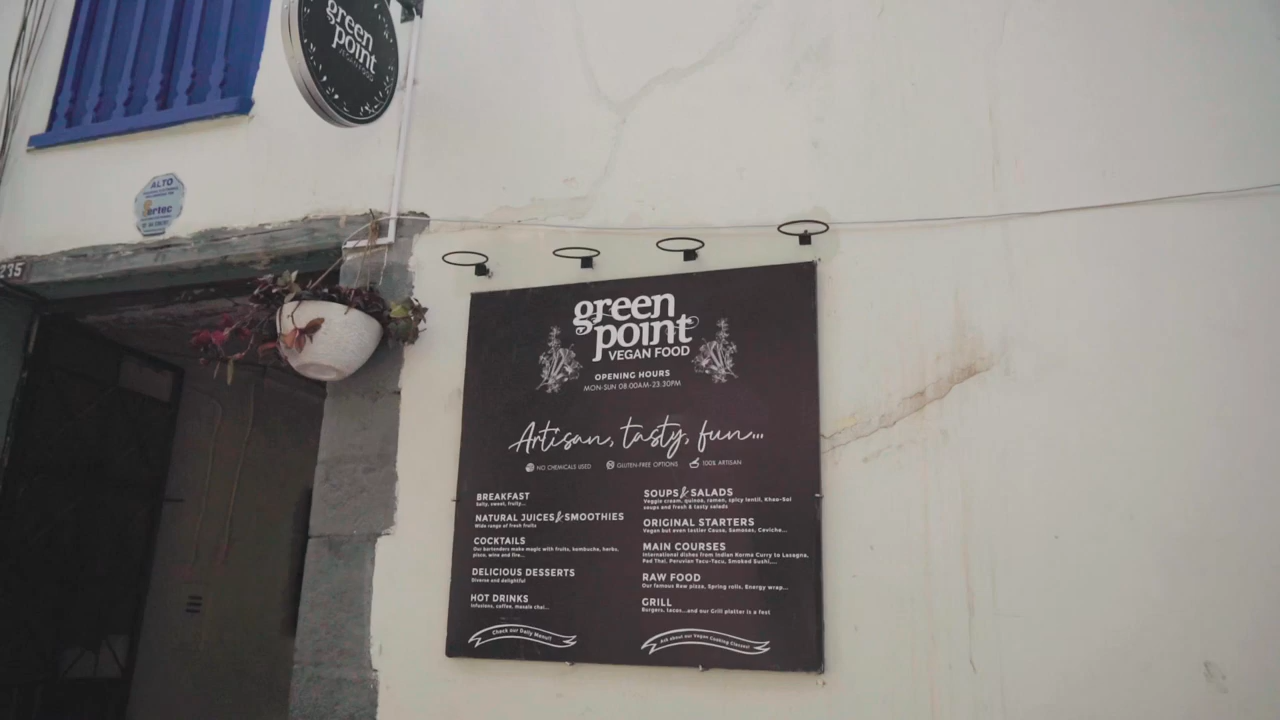 green
point
VEGAN FOOD
ALTO
ertec
235
green
point
VEGAN FOOD
OPENING HOURS
MON-SUN 08:00AM-23.30PM
Artisan, tasty, fun...
NO CHEMICALS USED
GLUTEN-FREE OPTIONS
100% ARTISAN
BREAKFAST
Salty, sweet, fruity...
NATURAL JUICES & SMOOTHIES
Wide range of fresh fruits
COCKTAILS
Our bartenders make magic with fruits, kombucha, herbs,
pisco, wine and fire...
DELICIOUS DESSERTS
Diverse and delightful
HOT DRINKS
Infusions, coffee, masala chai...
Check our Daily Menu!!
SOUPS & SALADS
Veggie cream, quinoa, ramen, spicy lentil, Khao-Soi
soups and fresh & tasty salads
ORIGINAL STARTERS
Vegan but even tastier Causa, Samosas, Ceviche...
MAIN COURSES
International dishes from Indian Korma Curry to Lasagna,
Pad Thai, Peruvian Tacu-Tacu, Smoked Sushi,...
RAW FOOD
Our famous Raw pizza, Spring rolls, Energy wrap...
GRILL
Burgers, tacos...and our Grill platter is a fest
Ask about our Vegan Cooking Classes!